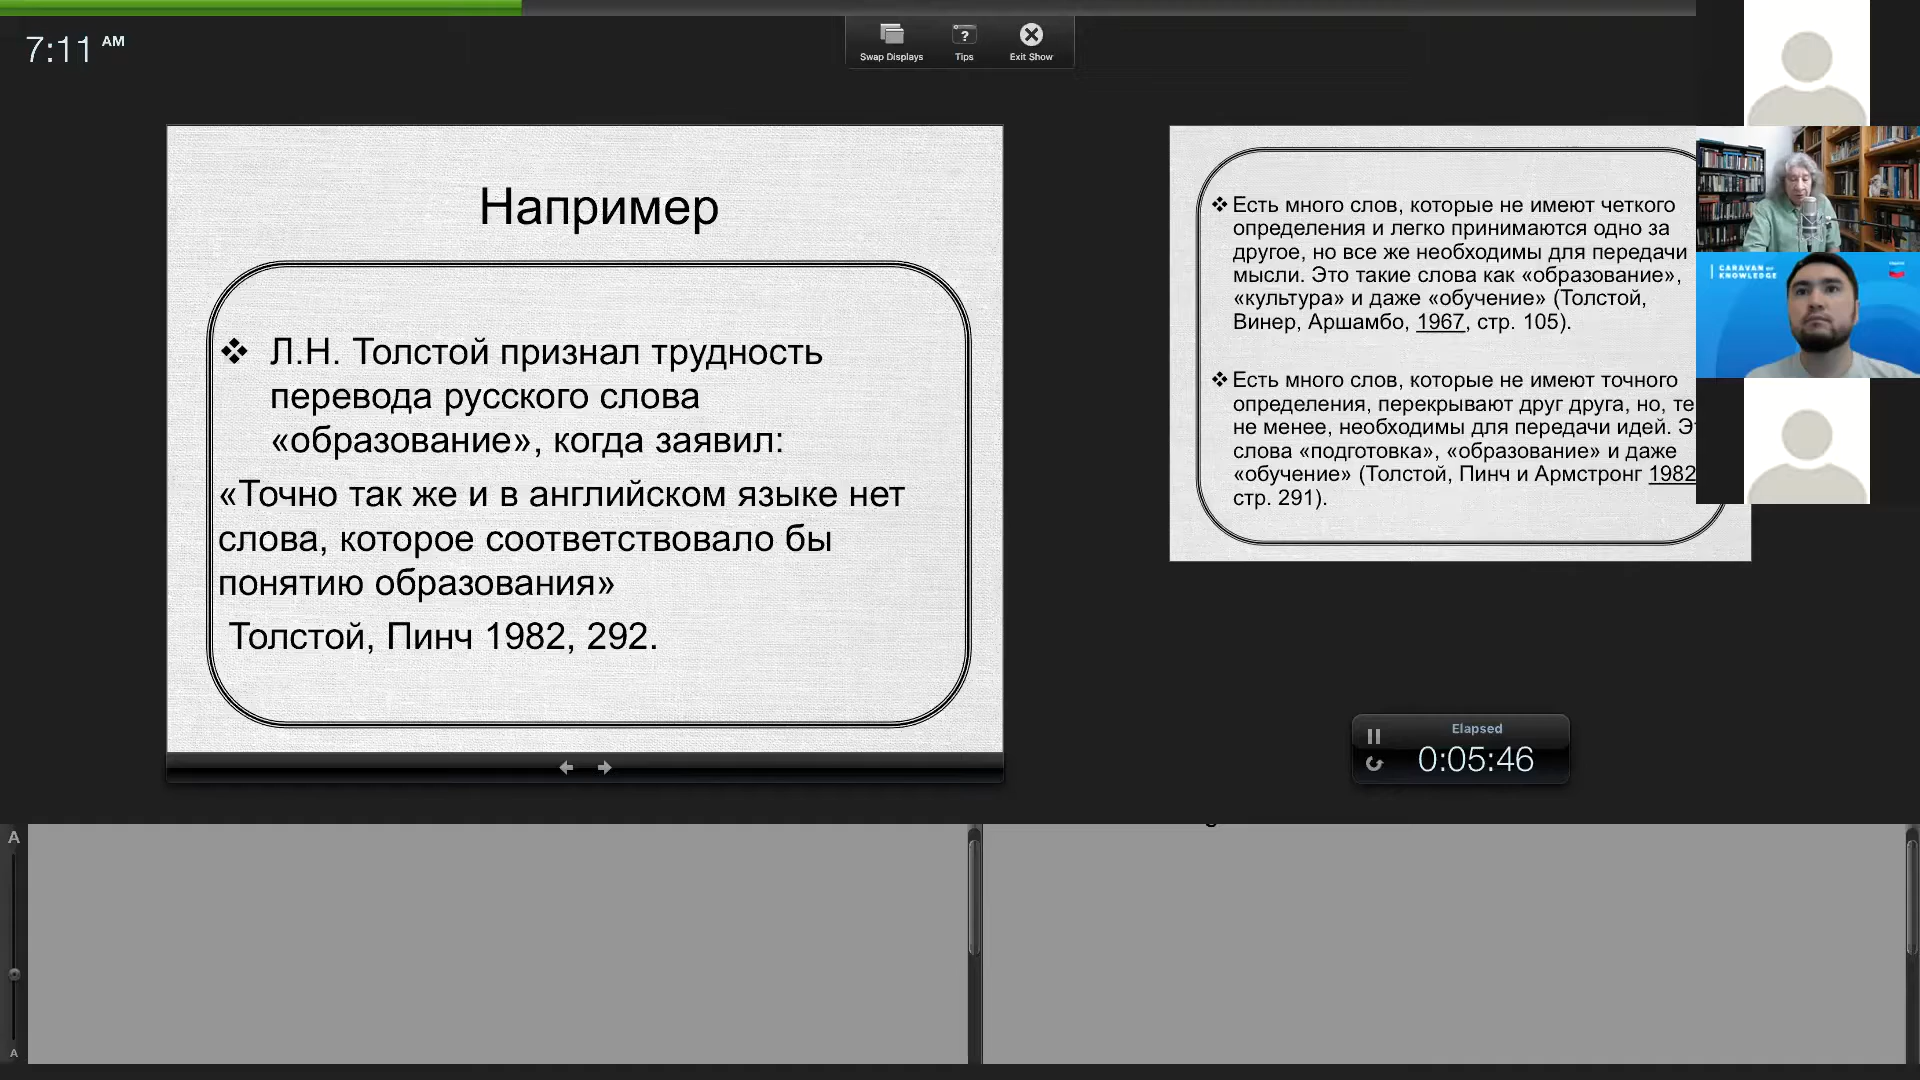 7:11 AM
Swap Displays
Tips
Exit Show
Например
❖ Л.Н. Толстой признал трудность
перевода русского слова
«образование», когда заявил:
«Точно так же и в английском языке нет
слова, которое соответствовало бы
понятию образования»
Толстой, Пинч 1982, 292.
❖ Есть много слов, которые не имеют четкого
определения и легко принимаются одно за
другое, но все же необходимы для передачи
мысли. Это такие слова как «образование»,
«культура» и даже «обучение» (Толстой,
Винер, Аршамбо, 1967, стр. 105).
❖ Есть много слов, которые не имеют точного
определения, перекрывают друг друга, но, те
не менее, необходимы для передачи идей.
слова «подготовка», «образование» и даже
«обучение» (Толстой, Пинч и Армстронг 1982
стр. 291).
CARAVAN OF
KNOWLEDGE
Elapsed
0:05:46
A
A